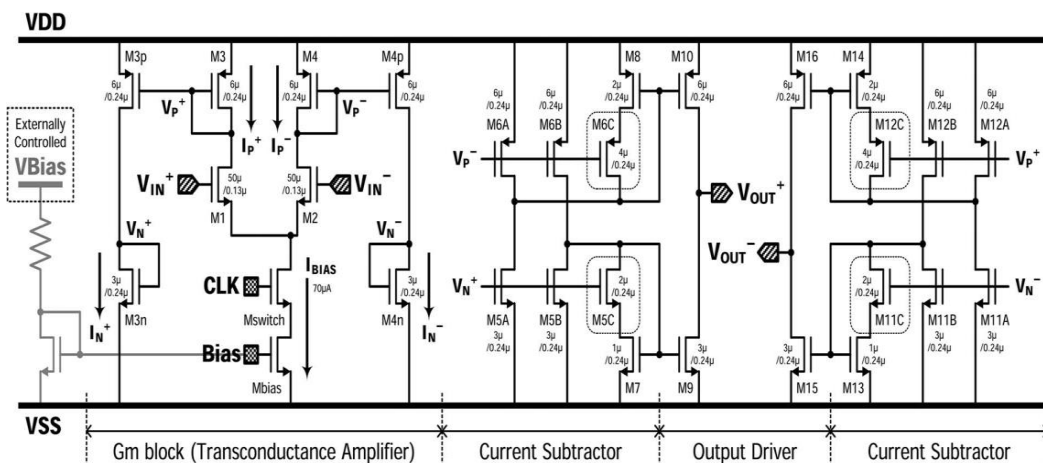 VDD
M3p
M3
M4
M4p
M8
M10
M16
M14
6μ
/0.24μ
6μ
/0.24μ
6μ
/0.24μ
6μ
/0.24μ
6μ
/0.24μ
6μ
/0.24μ
2μ
/0.24μ
6μ
/0.24μ
6μ
/0.24μ
2μ
/0.24μ
6μ
/0.24μ
6μ
/0.24μ
VP+
VP-
IP+
IP-
M6A
M6B
M6C
M12C
M12B
M12A
Externally
Controlled
VBias
VP-
4μ
/0.24μ
4μ
/0.24μ
VP+
VIN+
50μ
/0.13μ
50μ
/0.13μ
VIN-
M1
M2
VOUT+
VOUT-
VN+
VN-
CLK
IBIAS
70μA
3μ
/0.24μ
3μ
/0.24μ
VN+
2μ
/0.24μ
2μ
/0.24μ
VN-
IN+
M3n
Mswitch
M4n
IN-
M5A
M5B
M5C
M11C
M11B
M11A
3μ
/0.24μ
3μ
/0.24μ
1μ
/0.24μ
3μ
/0.24μ
3μ
/0.24μ
1μ
/0.24μ
3μ
/0.24μ
3μ
/0.24μ
Bias
Mbias
M7
M9
M15
M13
VSS
Gm block (Transconductance Amplifier)
Current Subtractor
Output Driver
Current Subtractor